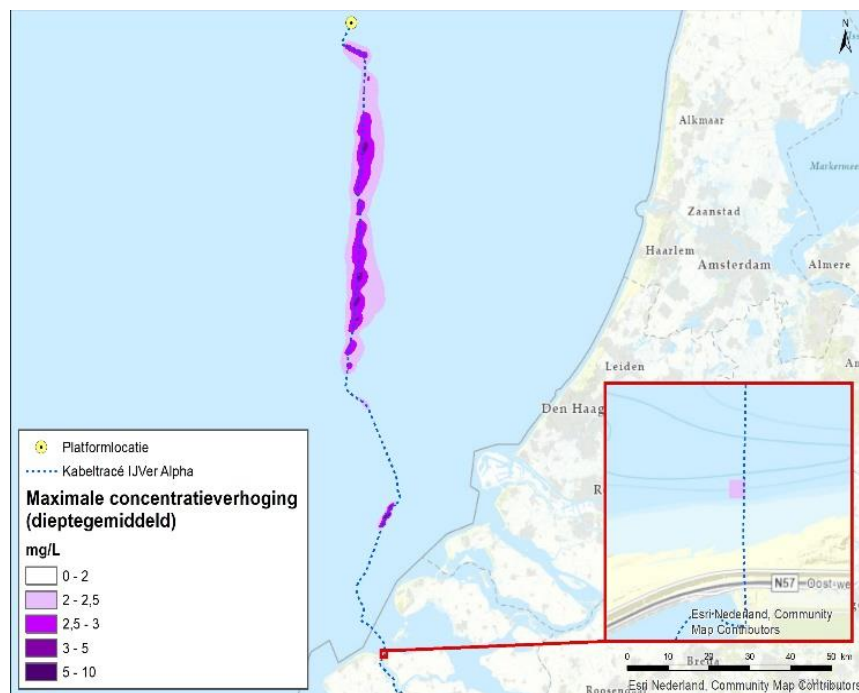 N
Alkmaar
Markermee
Zaanstad
Haarlem
Amsterdam
Almere
Leiden
Den Haag
Platformlocatie
Kabeltracé IJVer Alpha
Maximale concentratieverhoging
(dieptegemiddeld)
mg/L
0 - 2
2 - 2,5
2,5 - 3
3 - 5
5 - 10
N57
Oost-we
Esri Nederland, Community
Map Contributors
Breda
Roosendaal
0 10 20 30 40 50 km
Esri Nederland, Community Map Contributors